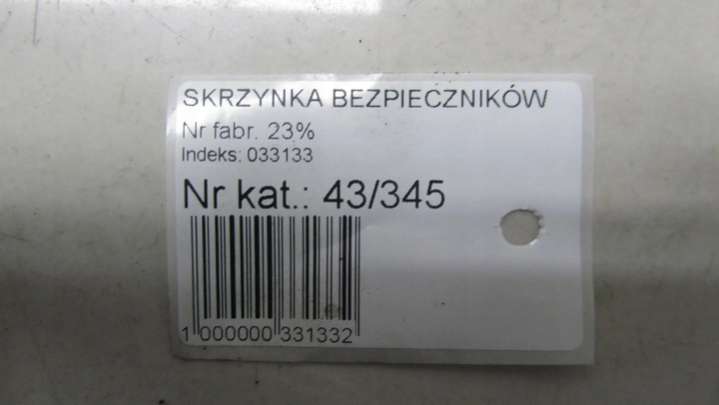 SKRZYNKA BEZPIECZNIKÓW
Nr fabr. 23%
Indeks: 033133
Nr kat.: 43/345
1 000000 331332